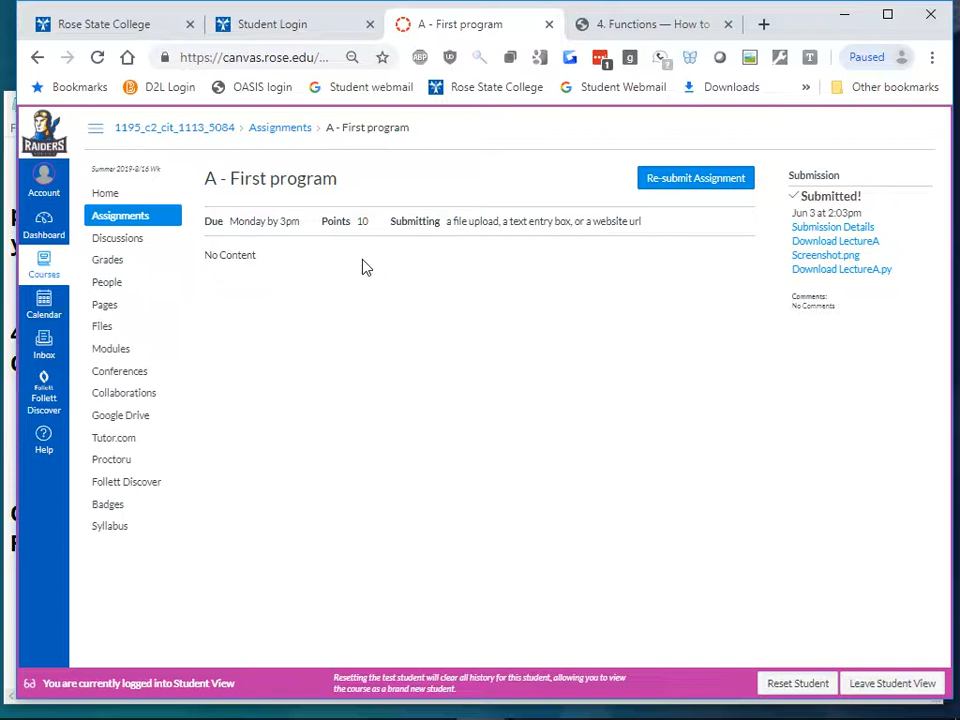 Rose State College
Student Login
A - First program
4. Functions — How to
https://canvas.rose.edu/...
Paused
Bookmarks
D2L Login
OASIS login
Student webmail
Rose State College
Student Webmail
Downloads
»
Other bookmarks
RAIDERS
1195_c2_cit_1113_5084 › Assignments › A - First program
Account
Dashboard
Courses
Calendar
Inbox
Follett
Follett
Discover
Help
Summer 2019-8/16 Wk
Home
Assignments
Discussions
Grades
People
Pages
Files
Modules
Conferences
Collaborations
Google Drive
Tutor.com
Proctoru
Follett Discover
Badges
Syllabus
A - First program
Re-submit Assignment
Due Monday by 3pm Points 10 Submitting a file upload, a text entry box, or a website url
No Content
Submission
Submitted!
Jun 3 at 2:03pm
Submission Details
Download LectureA
Screenshot.png
Download LectureA.py
Comments:
No Comments
You are currently logged into Student View
Resetting the test student will clear all history for this student, allowing you to view
the course as a brand new student.
Reset Student
Leave Student View